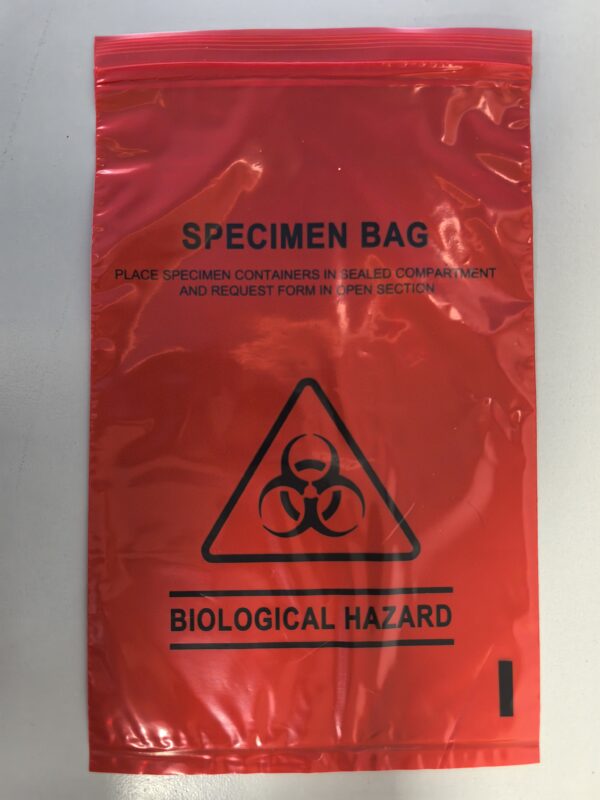 SPECIMEN BAG
PLACE SPECIMEN CONTAINERS IN SEALED COMPARTMENT
AND REQUEST FORM IN OPEN SECTION
BIOLOGICAL HAZARD